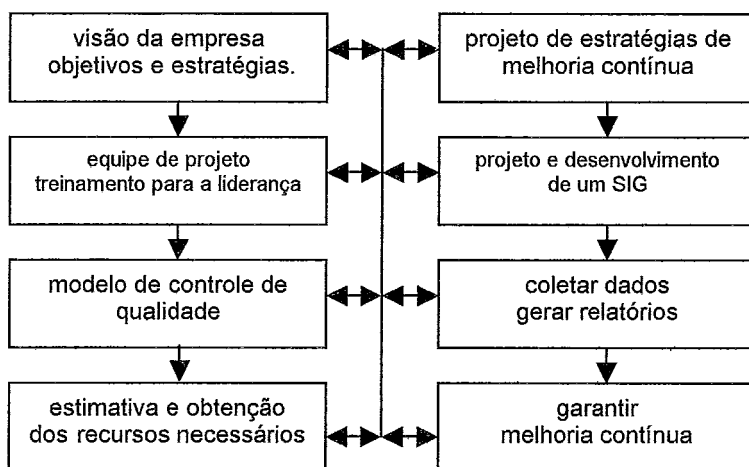 visão da empresa
objetivos e estratégias.
equipe de projeto
treinamento para a liderança
modelo de controle de
qualidade
estimativa e obtenção
dos recursos necessários
projeto de estratégias de
melhoria contínua
projeto e desenvolvimento
de um SIG
coletar dados
gerar relatórios
garantir
melhoria contínua